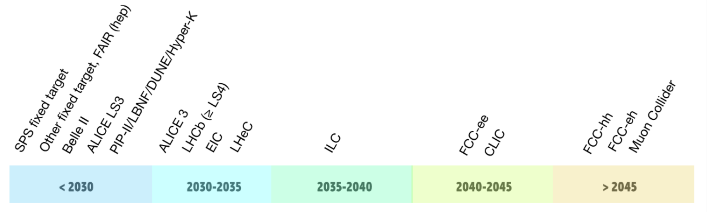 SPS fixed target
Other fixed target, FAIR (hep)
Belle II
ALICE LS3
PIP-II/LBNF/DUNE/Hyper-K
ALICE 3
LHCb (≥ LS4)
EIC
LHeC
ILC
FCC-ee
CLIC
FCC-hh
FCC-eh
Muon Collider
< 2030
2030-2035
2035-2040
2040-2045
> 2045